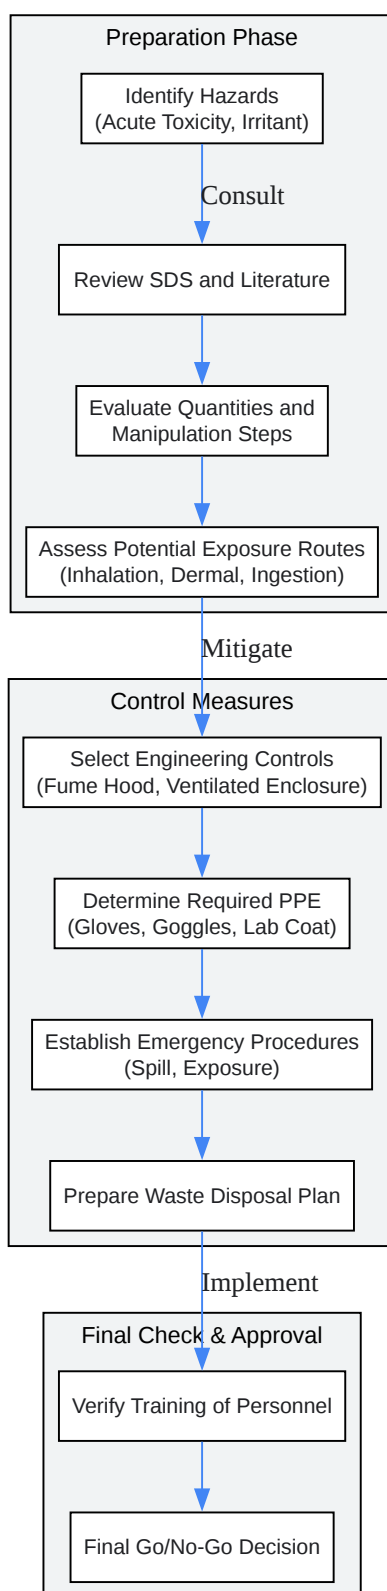 Preparation Phase
Identify Hazards
(Acute Toxicity, Irritant)
Consult
Review SDS and Literature
Evaluate Quantities and
Manipulation Steps
Assess Potential Exposure Routes
(Inhalation, Dermal, Ingestion)
Mitigate
Control Measures
Select Engineering Controls
(Fume Hood, Ventilated Enclosure)
Determine Required PPE
(Gloves, Goggles, Lab Coat)
Establish Emergency Procedures
(Spill, Exposure)
Prepare Waste Disposal Plan
Implement
Final Check & Approval
Verify Training of Personnel
Final Go/No-Go Decision